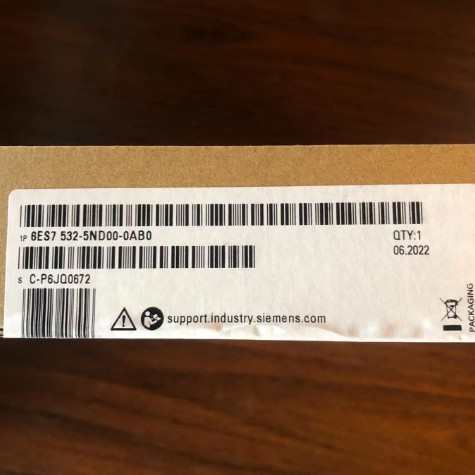 1P 6ES7 532-5ND00-0AB0
QTY:1
06.2022
S C-P6JQ0672
support.industry.siemens.com
PACKAGING